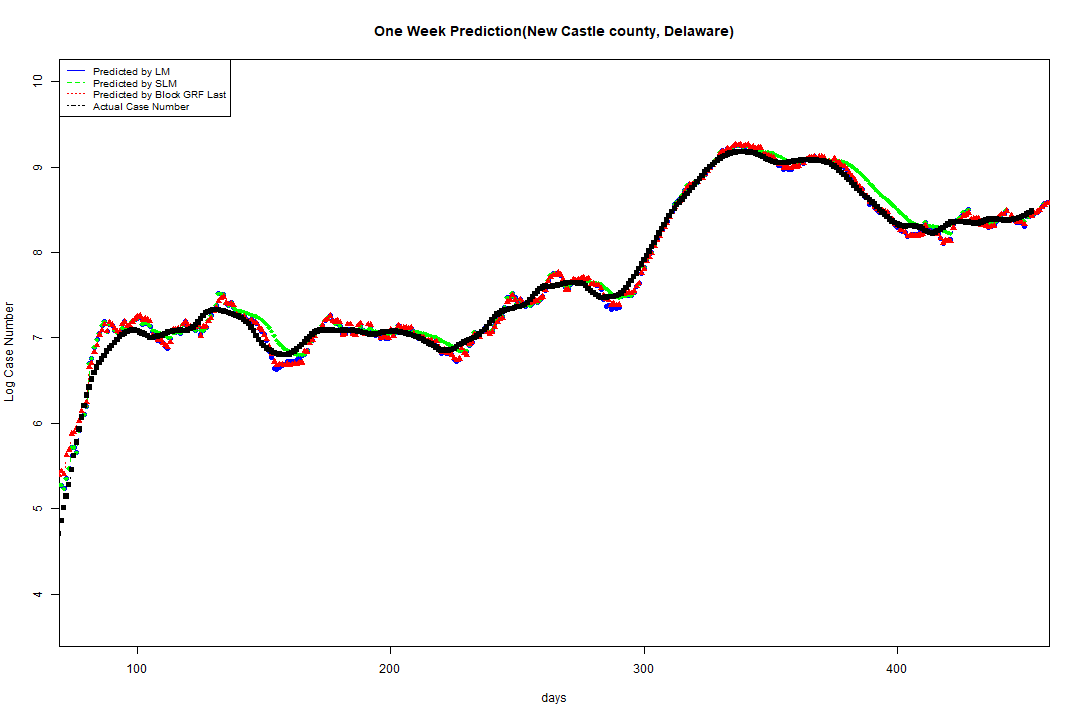 One Week Prediction(New Castle county, Delaware)
Predicted by LM
Predicted by SLM
Predicted by Block GRF Last
Actual Case Number
10
9
8
7
6
5
4
Log Case Number
100 200 300 400
days